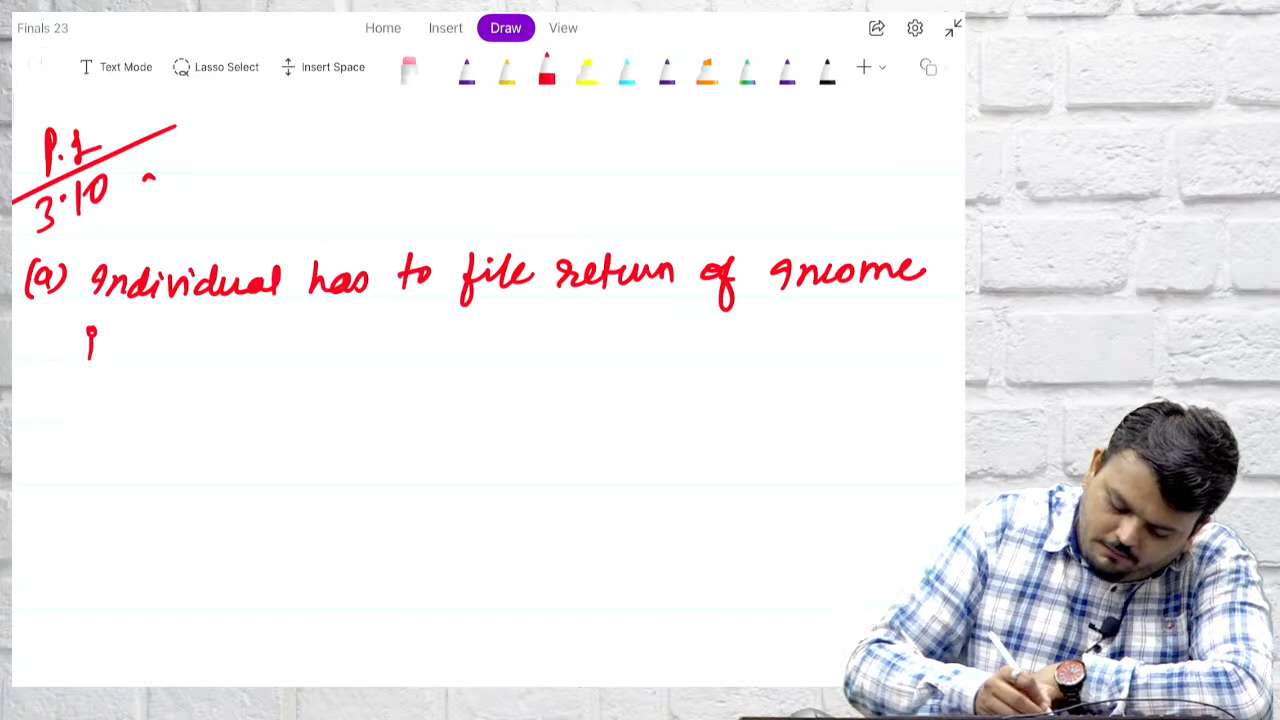 Finals 23
Home Insert Draw View
Text Mode Lasso Select Insert Space
P.1
3.10
(a) Individual has to file return of Income